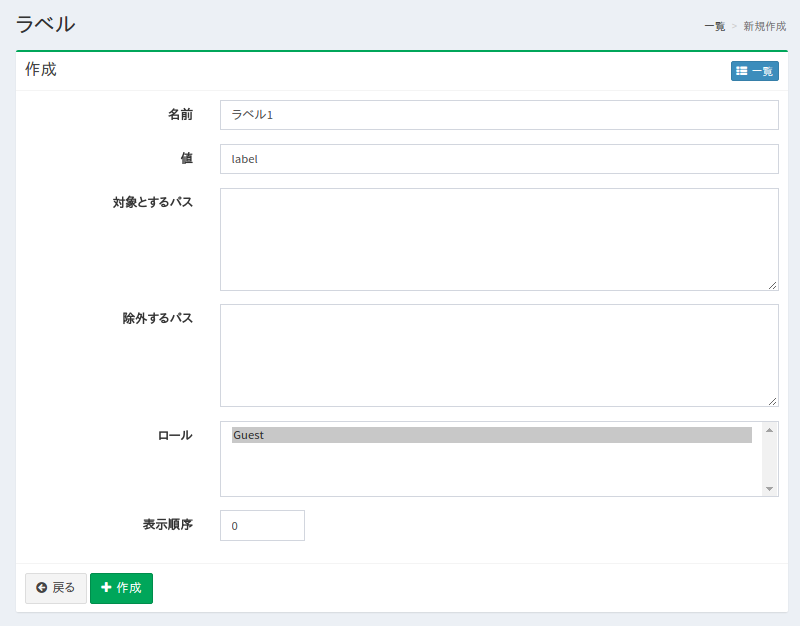 ラベル
一覧 > 新規作成
作成
一覧
名前 ラベル1
値 label
対象とするパス
除外するパス
ロール Guest
表示順序 0
戻る 作成